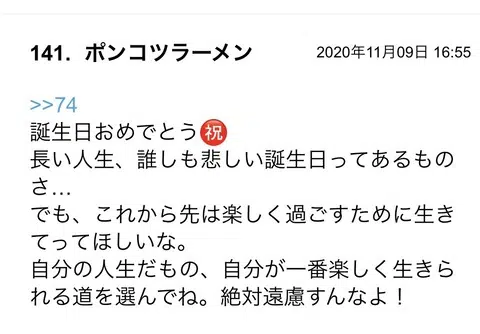 141. ポンコツラーメン 2020年11月09日 16:55
>>74
誕生日おめでとう㊗️
長い人生、誰しも悲しい誕生日ってあるもの
さ…
でも、これから先は楽しく過ごすために生き
てってほしいな。
自分の人生だもの、自分が一番楽しく生きら
れる道を選んでね。絶対遠慮すんなよ！